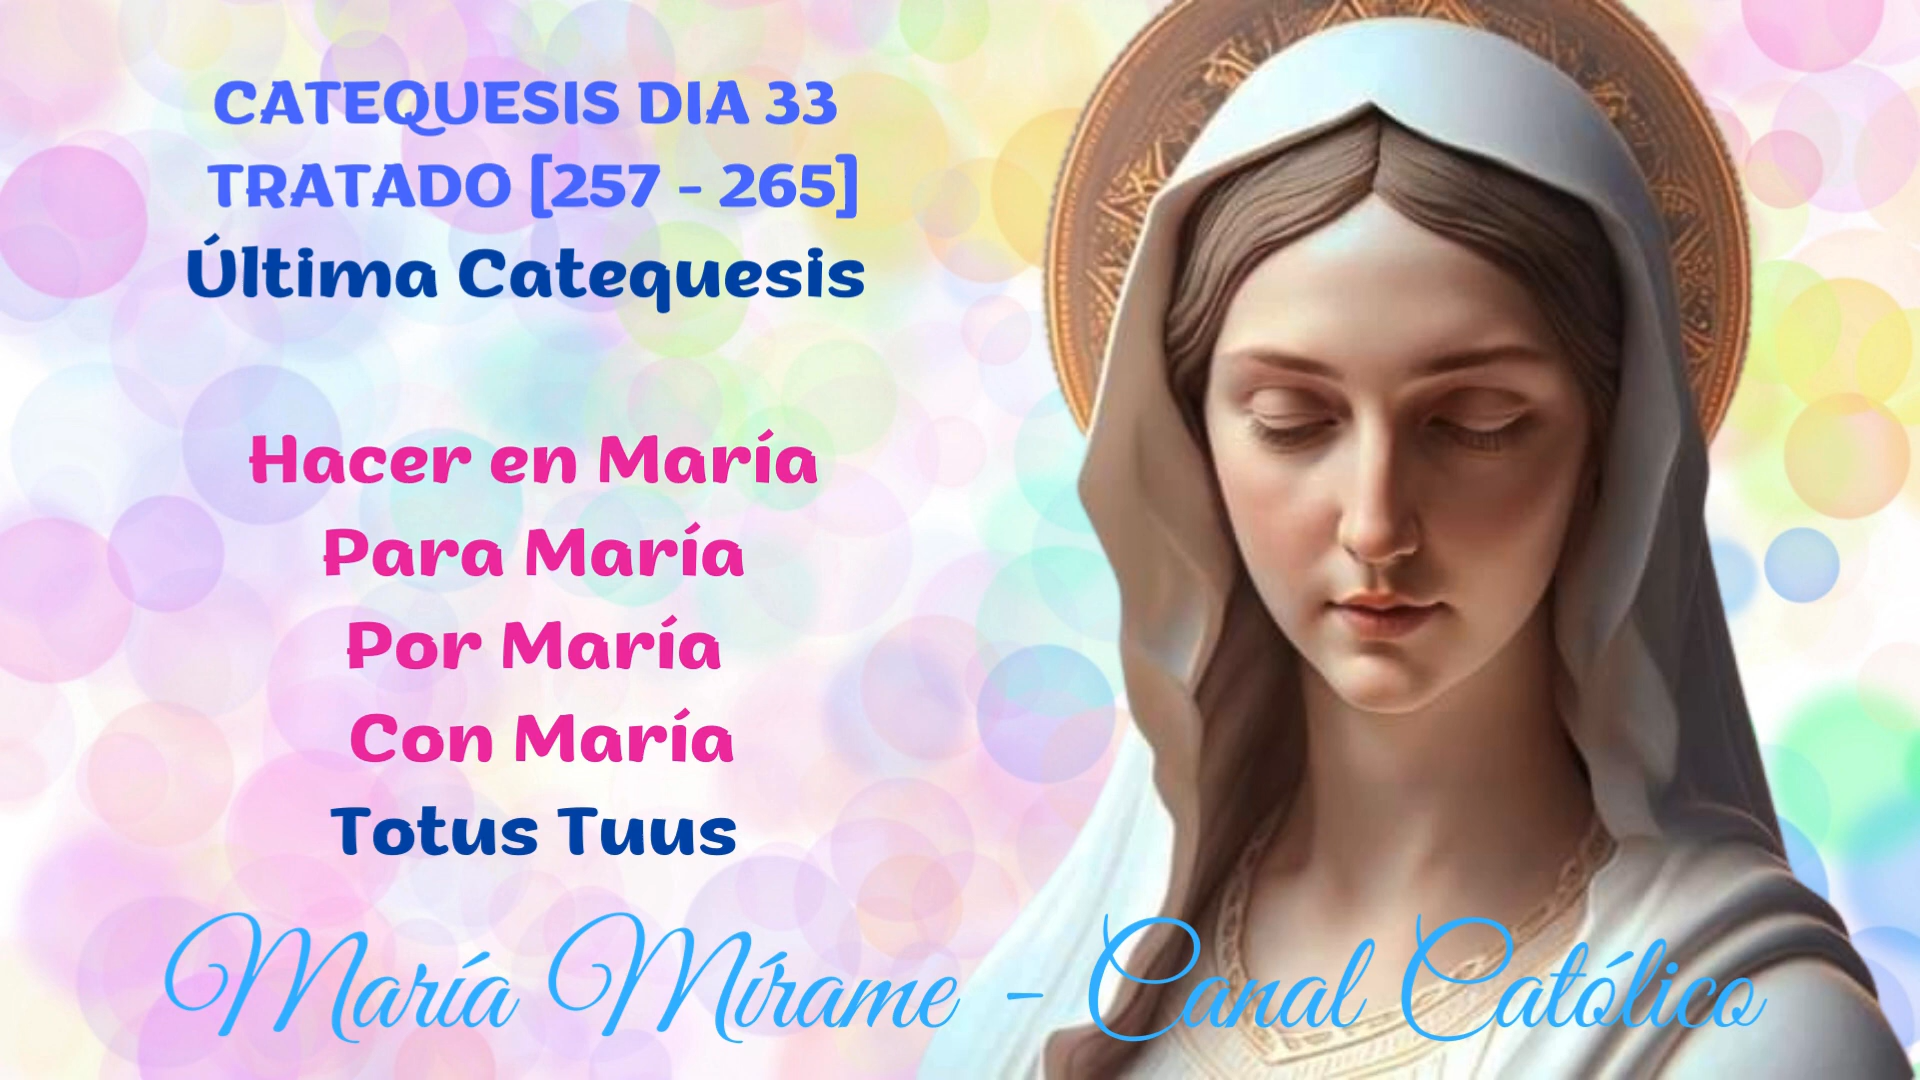 CATEQUESIS DIA 33
TRATADO [257 - 265]
Última Catequesis
Hacer en María
Para María
Por María
Con María
Totus Tuus
María Mírame - Canal Católico